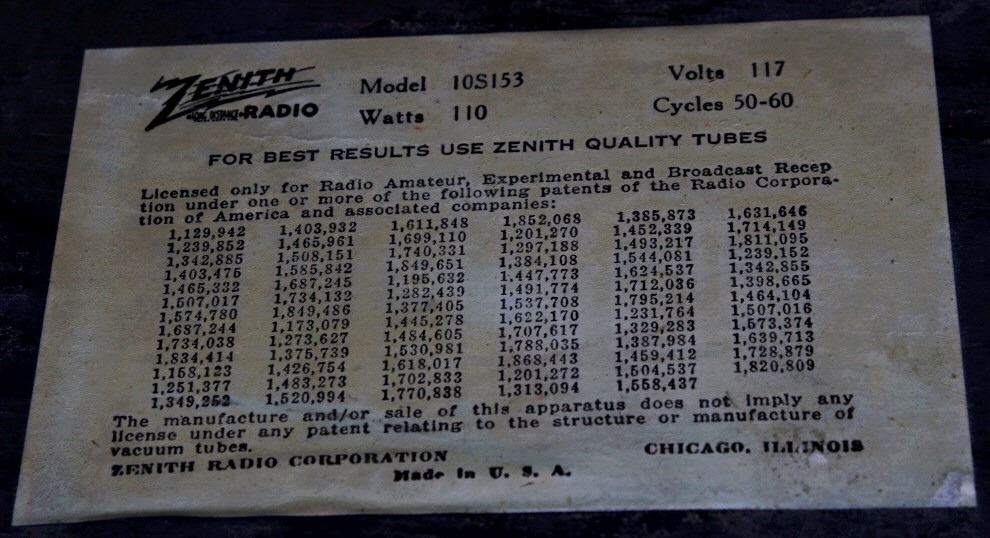 ZENITH
LONG DISTANCE RADIO
Model 10S153 Volts 117
Watts 110 Cycles 50-60
FOR BEST RESULTS USE ZENITH QUALITY TUBES
Licensed only for Radio Amateur, Experimental and Broadcast Recep
tion under one or more of the following patents of the Radio Corpora-
tion of America and associated companies:
1,129,942 1,403,932 1,611,848 1,852,068 1,385,873 1,631,646
1,239,852 1,465,961 1,699,110 1,201,270 1,452,339 1,714,149
1,342,885 1,508,151 1,740,331 1,297,188 1,493,217 1,811,095
1,403,475 1,585,842 1,849,651 1,384,108 1,544,081 1,239,152
1,465,332 1,687,245 1,195,632 1,447,773 1,624,537 1,342,855
1,507,017 1,734,132 1,282,439 1,491,774 1,712,036 1,398,665
1,574,780 1,849,486 1,377,405 1,537,708 1,795,214 1,464,104
1,687,244 1,173,079 1,445,278 1,622,170 1,231,764 1,507,016
1,734,038 1,273,627 1,484,605 1,707,617 1,329,283 1,573,374
1,834,414 1,375,739 1,530,981 1,788,035 1,387,984 1,639,713
1,158,123 1,426,754 1,618,017 1,868,443 1,459,412 1,728,879
1,251,377 1,483,273 1,702,833 1,201,272 1,504,537 1,820,809
1,349,252 1,520,994 1,770,838 1,313,094 1,558,437
The manufacture and/or sale of this apparatus does not imply any
license under any patent relating to the structure or manufacture of
vacuum tubes.
ZENITH RADIO CORPORATION CHICAGO, ILLINOIS
Made in U. S. A.